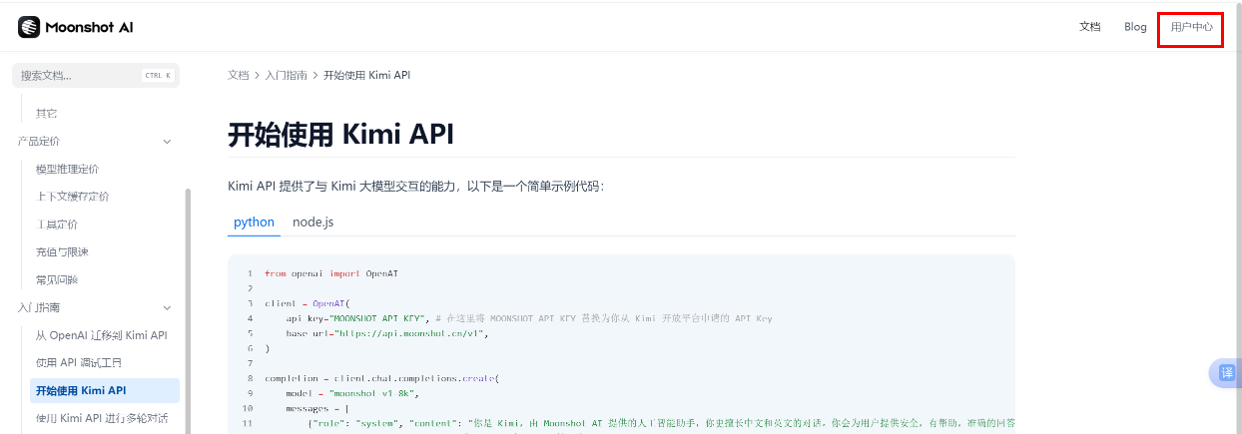 Moonshot AI
文档 Blog 用户中心
搜索文档... CTRL K
文档 > 入门指南 > 开始使用 Kimi API
其它
产品定价
模型推理定价
上下文缓存定价
工具定价
充值与限速
常见问题
入门指南
从 OpenAI 迁移到 Kimi API
使用 API 调试工具
开始使用 Kimi API
使用 Kimi API 进行多轮对话
开始使用 Kimi API
Kimi API 提供了与 Kimi 大模型交互的能力，以下是一个简单示例代码：
python node.js
1 from openai import OpenAI
2
3 client = OpenAI(
4 api_key="MOONSHOT_API_KEY", # 在这里将 MOONSHOT_API_KEY 替换为你从 Kimi 开放平台申请的 API Key
5 base_url="https://api.moonshot.cn/v1",
6 )
7
8 completion = client.chat.completions.create(
9 model = "moonshot-v1-8k",
10 messages = [
11 {"role": "system", "content": "你是 Kimi，由 Moonshot AI 提供的人工智能助手，你更擅长中文和英文的对话。你会为用户提供安全，有帮助，准确的回答
译